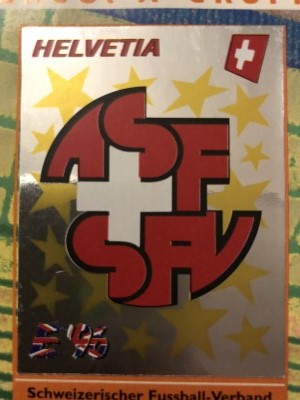 HELVETIA
ASF
SFV
E '96
Schweizerischer Fussball-Verband